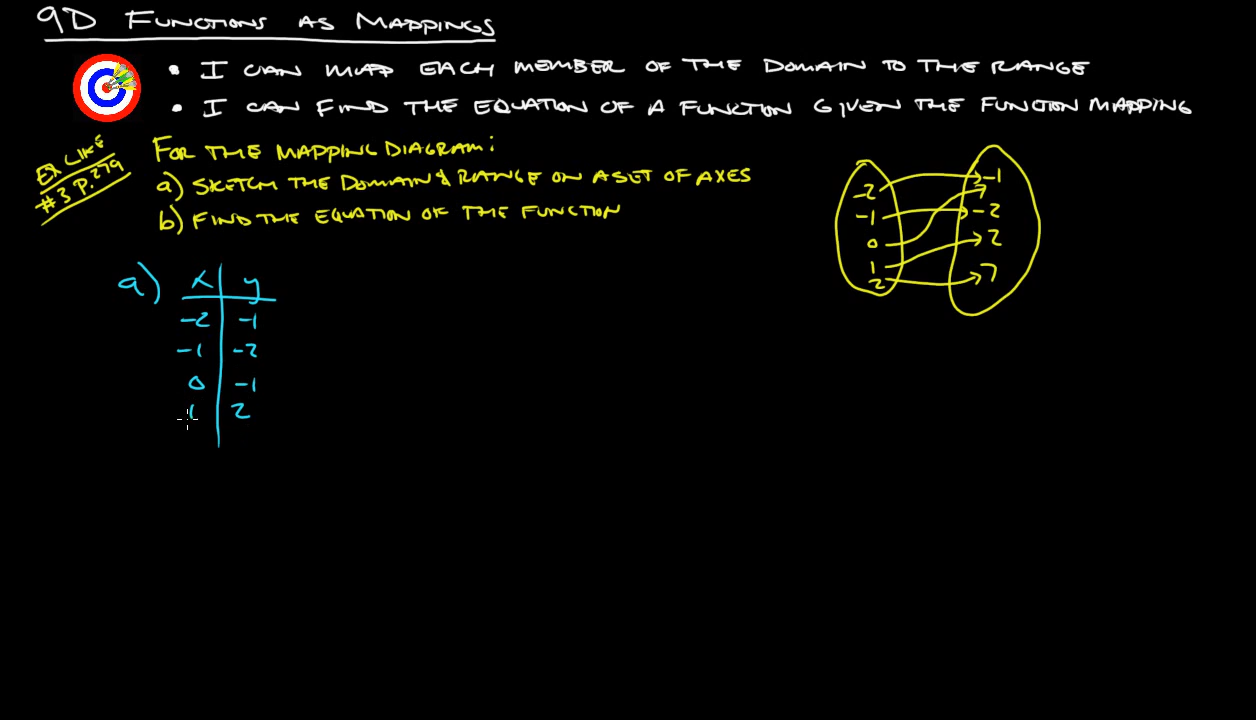 9D FUNCTIONS AS MAPPINGS
• I CAN MAP EACH MEMBER OF THE DOMAIN TO THE RANGE
• I CAN FIND THE EQUATION OF A FUNCTION GIVEN THE FUNCTION MAPPING
EX LIKE
#3 P.279
FOR THE MAPPING DIAGRAM:
a) SKETCH THE DOMAIN & RANGE ON A SET OF AXES
b) FIND THE EQUATION OF THE FUNCTION
-2 -1
-1 -2
0 2
1 7
2
a) x y
-2 -1
-1 -2
0 -1
1 2